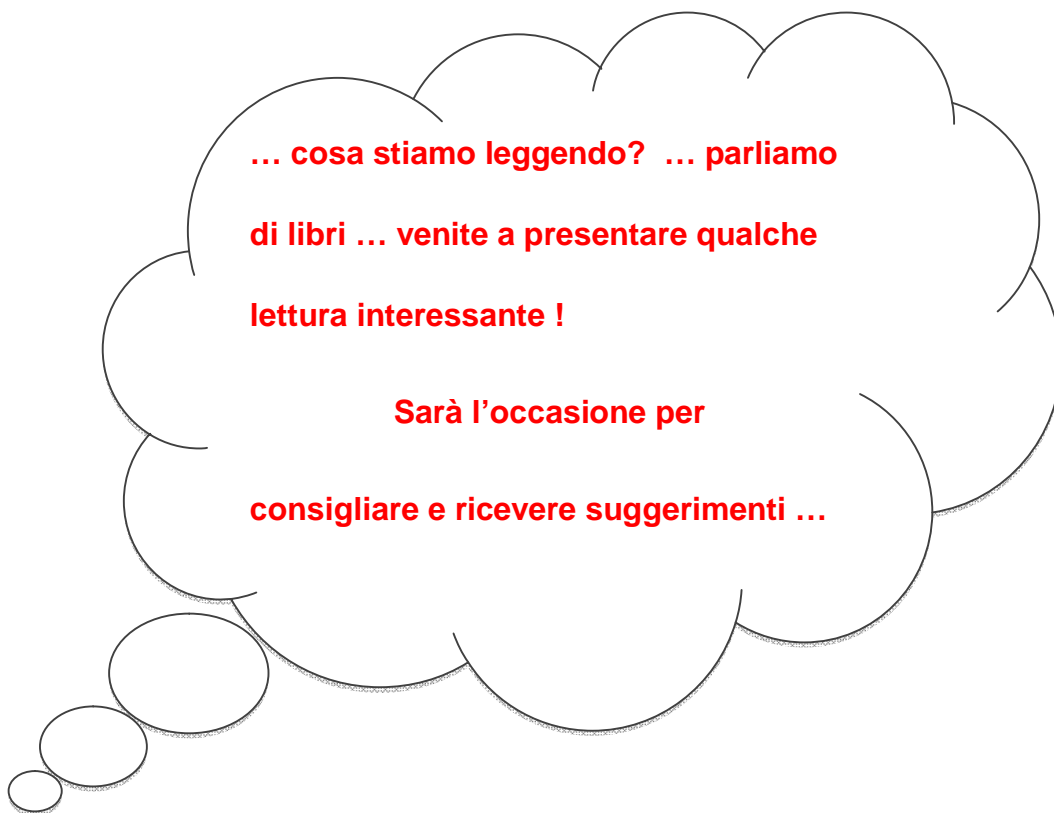 … cosa stiamo leggendo?  … parliamo
di libri … venite a presentare qualche
lettura interessante !
Sarà l’occasione per
consigliare e ricevere suggerimenti …